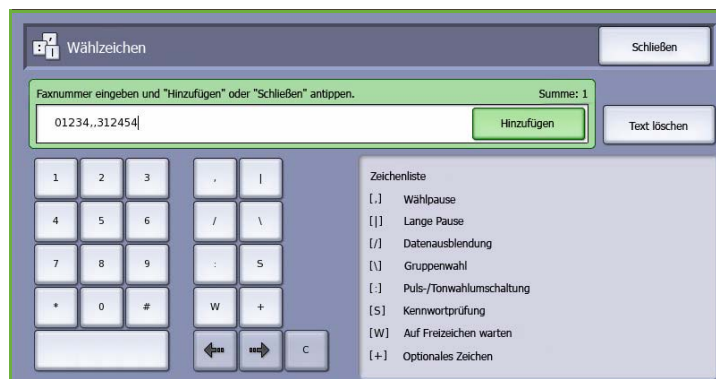 Wählzeichen
Schließen
Faxnummer eingeben und "Hinzufügen" oder "Schließen" antippen. Summe: 1
01234,,312454 Hinzufügen
Text löschen
1 2 3 , |
4 5 6 / \
7 8 9 : S
* 0 # W +
C
Zeichenliste
[,] Wählpause
[|] Lange Pause
[/] Datenausblendung
[\] Gruppenwahl
[:] Puls-/Tonwahlumschaltung
[S] Kennwortprüfung
[W] Auf Freizeichen warten
[+] Optionales Zeichen